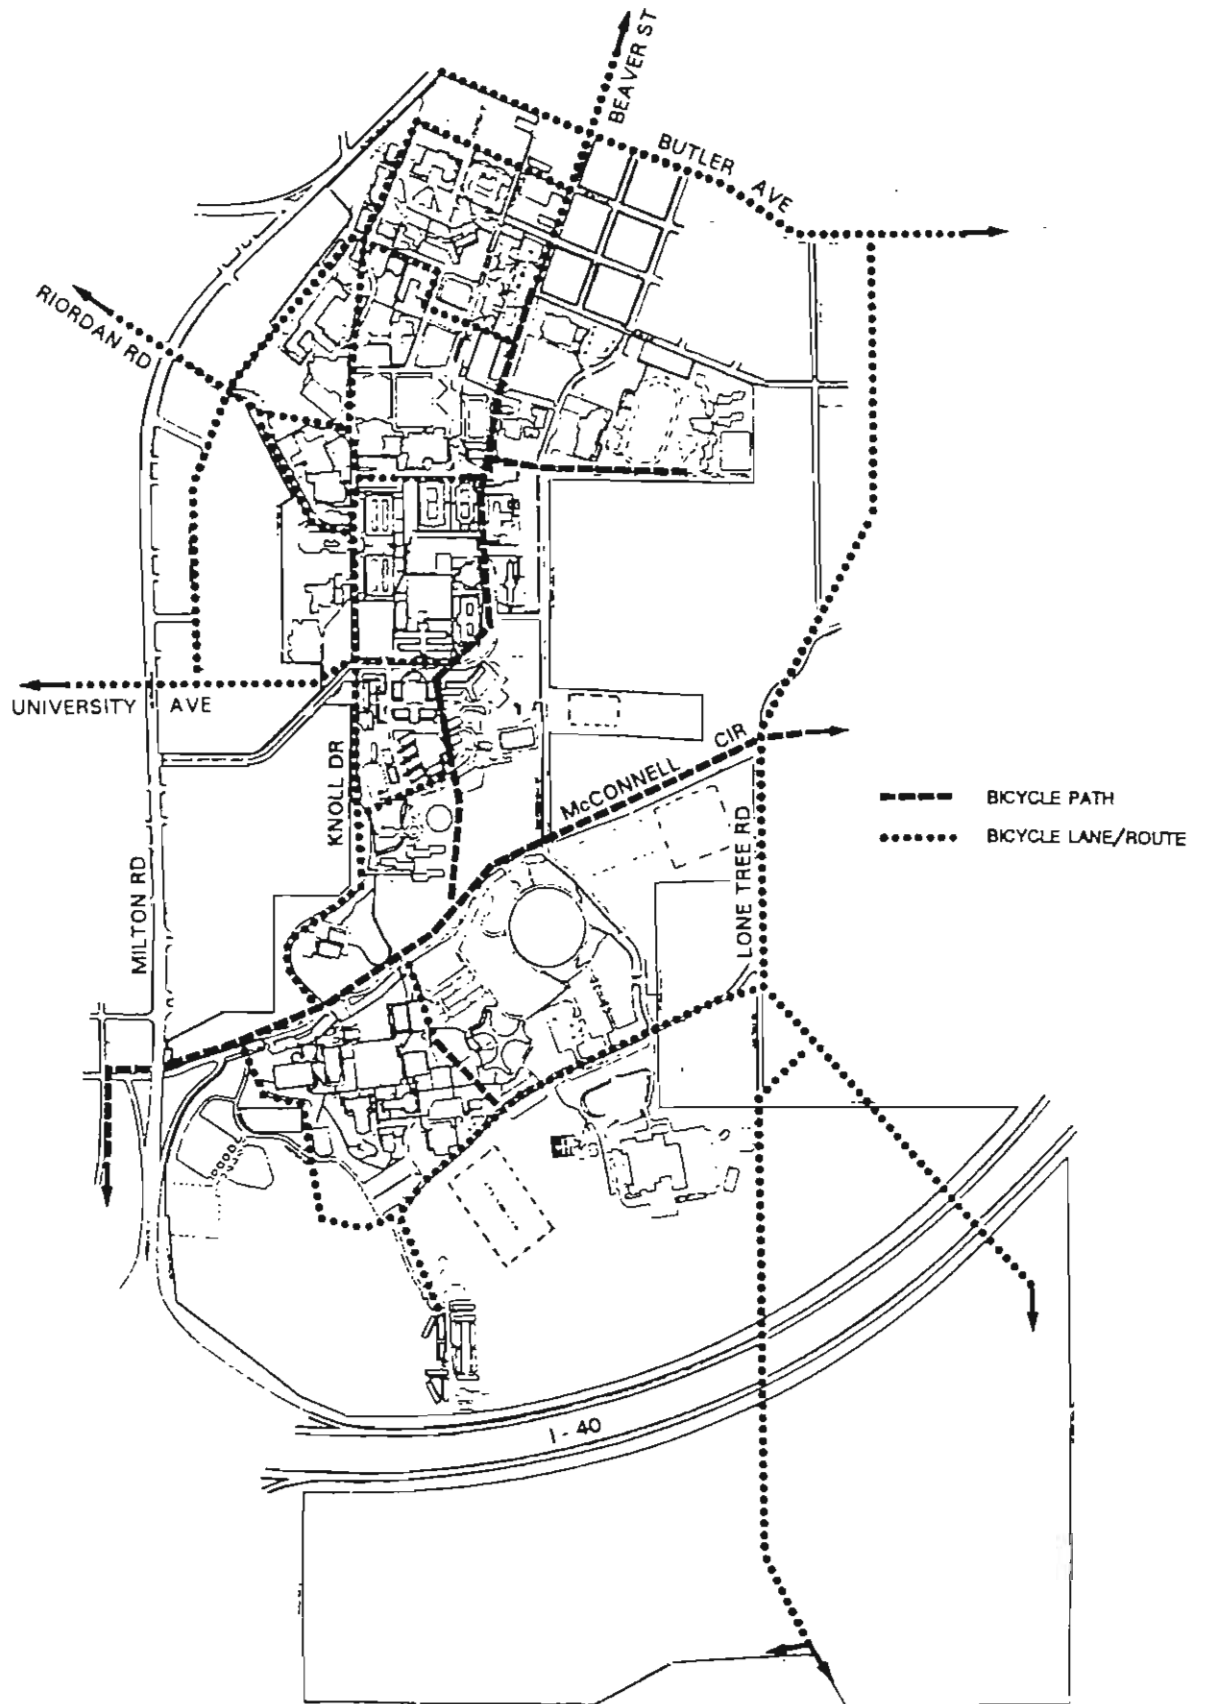 BEAVER ST
BUTLER AVE
RIORDAN RD
UNIVERSITY AVE
KNOLL DR
McCONNELL CIR
BICYCLE PATH
BICYCLE LANE/ROUTE
LONE TREE RD
MILTON RD
I-40